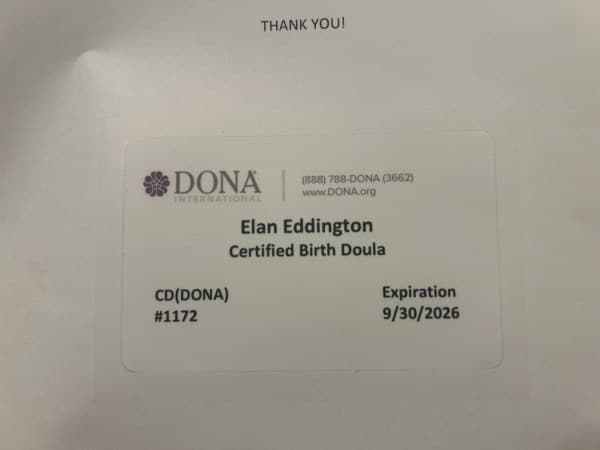 THANK YOU!
DONA
INTERNATIONAL
(888) 788-DONA (3662)
www.DONA.org
Elan Eddington
Certified Birth Doula
CD(DONA)
#1172
Expiration
9/30/2026